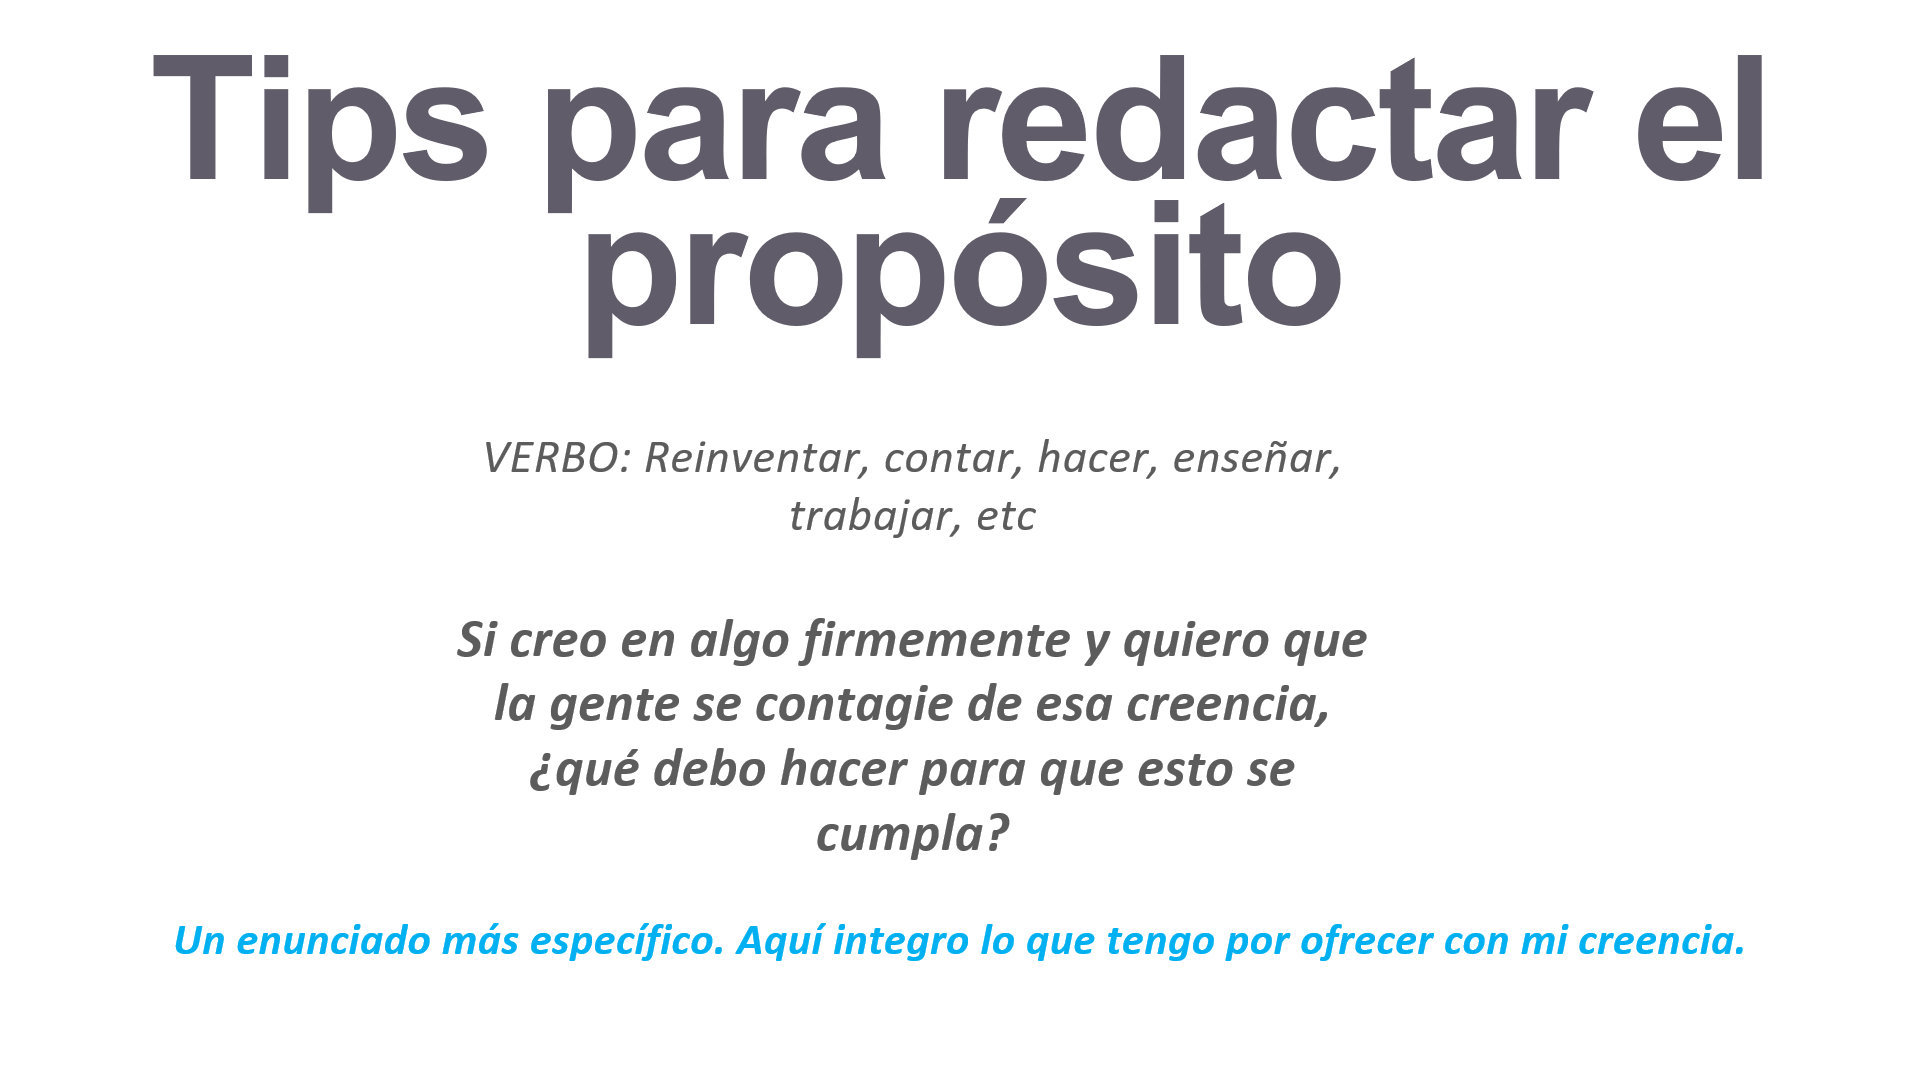 Tips para redactar el
propósito
VERBO: Reinventar, contar, hacer, enseñar,
trabajar, etc
Si creo en algo firmemente y quiero que
la gente se contagie de esa creencia,
¿qué debo hacer para que esto se
cumpla?
Un enunciado más específico. Aquí integro lo que tengo por ofrecer con mi creencia.